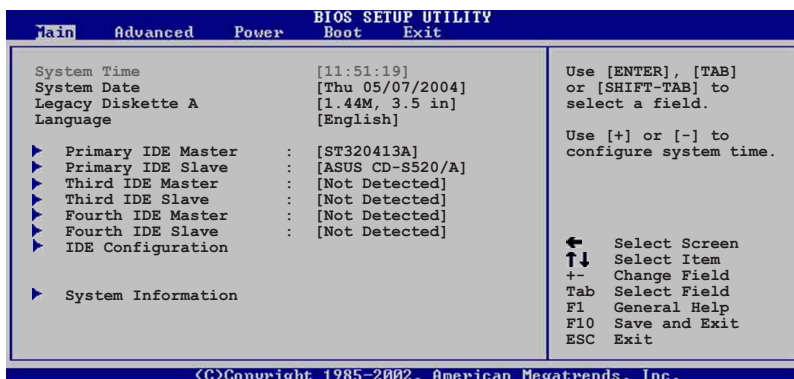 BIOS SETUP UTILITY
Main Advanced Power Boot Exit
System Time [11:51:19]
System Date [Thu 05/07/2004]
Legacy Diskette A [1.44M, 3.5 in]
Language [English]
Primary IDE Master : [ST320413A]
Primary IDE Slave : [ASUS CD-S520/A]
Third IDE Master : [Not Detected]
Third IDE Slave : [Not Detected]
Fourth IDE Master : [Not Detected]
Fourth IDE Slave : [Not Detected]
IDE Configuration
System Information
Use [ENTER], [TAB]
or [SHIFT-TAB] to
select a field.
Use [+] or [-] to
configure system time.
← Select Screen
↑↓ Select Item
+- Change Field
Tab Select Field
F1 General Help
F10 Save and Exit
ESC Exit
(C)Copyright 1985-2002, American Megatrends, Inc.